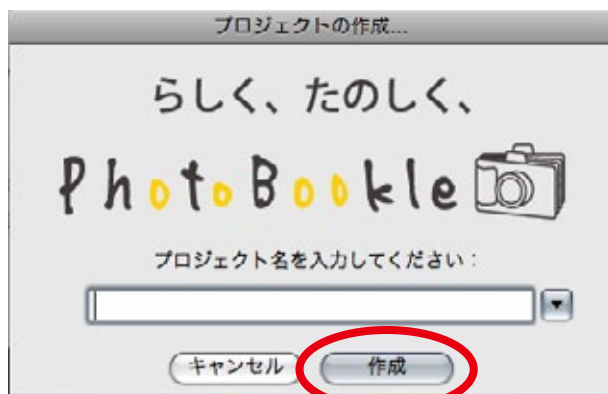 プロジェクトの作成...
らしく、たのしく、
PhotoBookle
プロジェクト名を入力してください：
キャンセル 作成